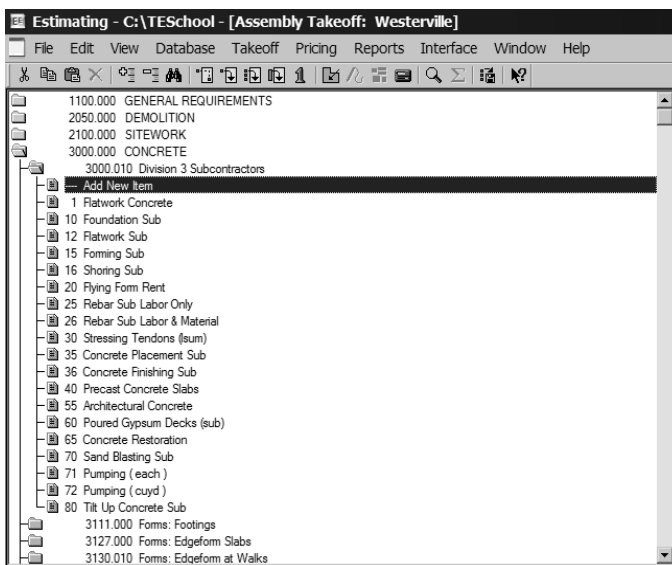 Estimating - C:\TESchool - [Assembly Takeoff: Westerville]
File Edit View Database Takeoff Pricing Reports Interface Window Help
1100.000 GENERAL REQUIREMENTS
2050.000 DEMOLITION
2100.000 SITEWORK
3000.000 CONCRETE
3000.010 Division 3 Subcontractors
--- Add New Item
1 Flatwork Concrete
10 Foundation Sub
12 Flatwork Sub
15 Forming Sub
16 Shoring Sub
20 Flying Form Rent
25 Rebar Sub Labor Only
26 Rebar Sub Labor & Material
30 Stressing Tendons (lsum)
35 Concrete Placement Sub
36 Concrete Finishing Sub
40 Precast Concrete Slabs
55 Architectural Concrete
60 Poured Gypsum Decks (sub)
65 Concrete Restoration
70 Sand Blasting Sub
71 Pumping ( each )
72 Pumping ( cuyd )
80 Tilt Up Concrete Sub
3111.000 Forms: Footings
3127.000 Forms: Edgeform Slabs
3130.010 Forms: Edgeform at Walks